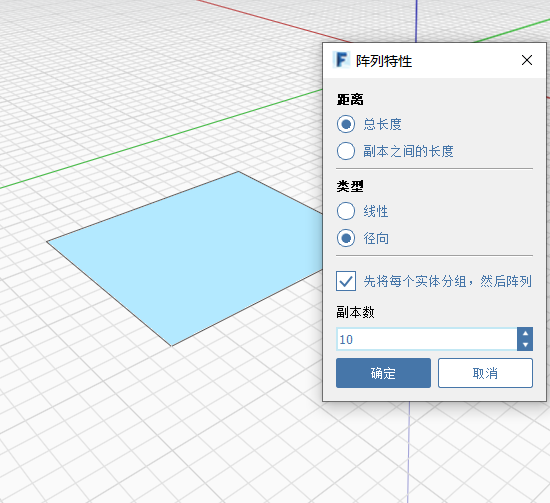 F 阵列特性
距离
总长度
副本之间的长度
类型
线性
径向
先将每个实体分组，然后阵列
副本数
10
确定 取消